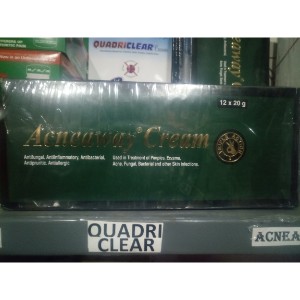 QUADRICLEAR
12 x 20 g
Acneaway® Cream
Antifungal, Antiinflammatory, Antibacterial,
Antipruritic, Antiallergic
Used in Treatment of Pimples, Eczema,
Acne, Fungal, Bacterial and other Skin Infections.
QUADRI
CLEAR
ACNEA